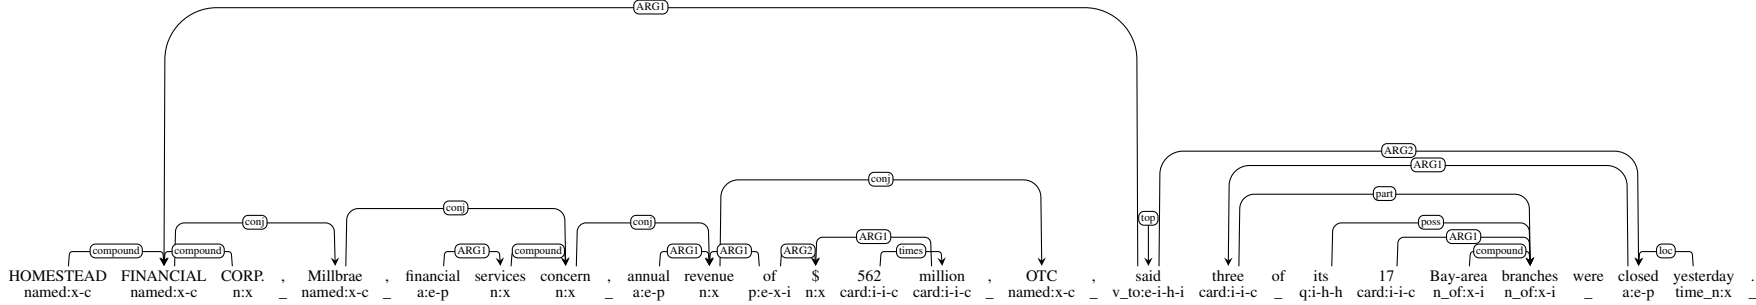 ARG1
ARG2
ARG1
conj part
conj
conj conj top poss
ARG1 ARG1
compound compound ARG1 compound ARG1 ARG1 ARG2 times compound loc
HOMESTEAD FINANCIAL CORP. , Millbrae , financial services concern , annual revenue of $ 562 million , OTC , said three of its 17 Bay-area branches were closed yesterday .
named:x-c named:x-c n:x _ named:x-c _ a:e-p n:x n:x _ a:e-p n:x p:e-x-i n:x card:i-i-c card:i-i-c _ named:x-c _ v_to:e-i-h-i card:i-i-c _ q:i-h-h card:i-i-c n_of:x-i n_of:x-i _ a:e-p time_n:x _